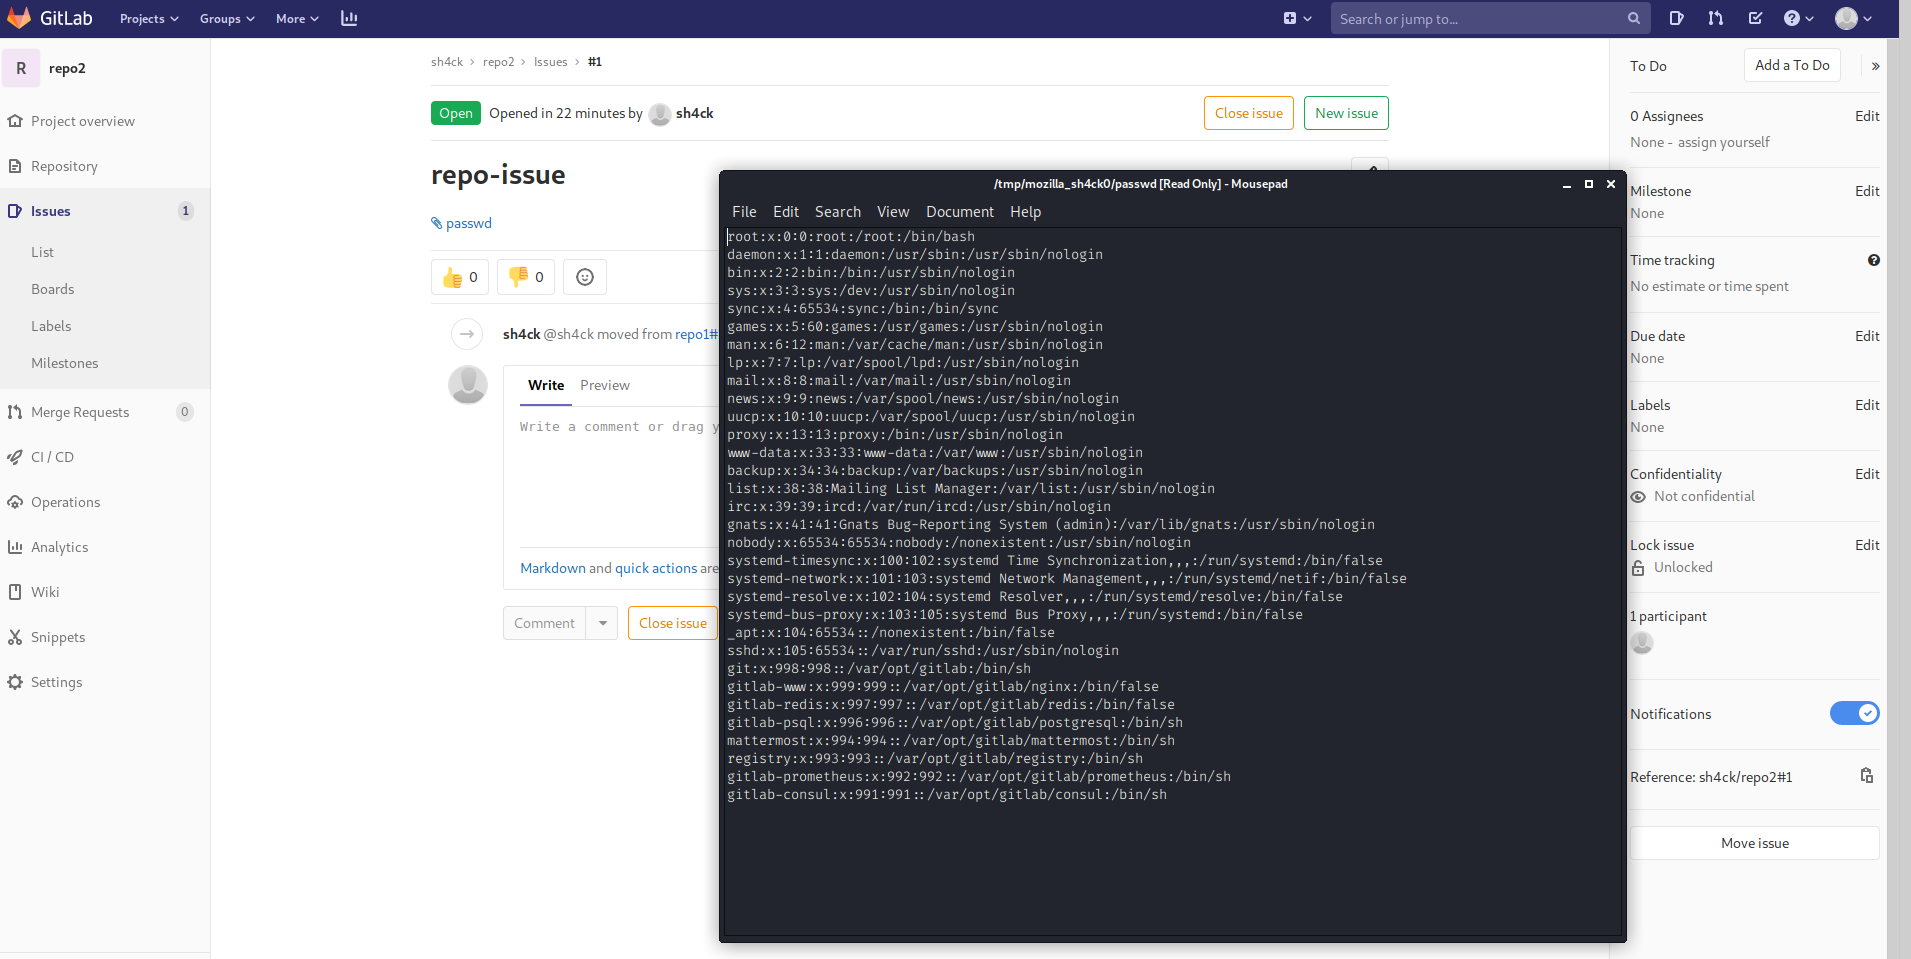 GitLab Projects Groups More Search or jump to...
R repo2
Project overview
Repository
Issues 1
List
Boards
Labels
Milestones
Merge Requests 0
CI / CD
Operations
Analytics
Wiki
Snippets
Settings
sh4ck > repo2 > Issues > #1
Open Opened in 22 minutes by sh4ck Close issue New issue
repo-issue
passwd
0 0
sh4ck @sh4ck moved from repo1#
Write Preview
Write a comment or drag y
Markdown and quick actions are
Comment Close issue
/tmp/mozilla_sh4ck0/passwd [Read Only] - Mousepad
File Edit Search View Document Help
root:x:0:0:root:/root:/bin/bash
daemon:x:1:1:daemon:/usr/sbin:/usr/sbin/nologin
bin:x:2:2:bin:/bin:/usr/sbin/nologin
sys:x:3:3:sys:/dev:/usr/sbin/nologin
sync:x:4:65534:sync:/bin:/bin/sync
games:x:5:60:games:/usr/games:/usr/sbin/nologin
man:x:6:12:man:/var/cache/man:/usr/sbin/nologin
lp:x:7:7:lp:/var/spool/lpd:/usr/sbin/nologin
mail:x:8:8:mail:/var/mail:/usr/sbin/nologin
news:x:9:9:news:/var/spool/news:/usr/sbin/nologin
uucp:x:10:10:uucp:/var/spool/uucp:/usr/sbin/nologin
proxy:x:13:13:proxy:/bin:/usr/sbin/nologin
www-data:x:33:33:www-data:/var/www:/usr/sbin/nologin
backup:x:34:34:backup:/var/backups:/usr/sbin/nologin
list:x:38:38:Mailing List Manager:/var/list:/usr/sbin/nologin
irc:x:39:39:ircd:/var/run/ircd:/usr/sbin/nologin
gnats:x:41:41:Gnats Bug-Reporting System (admin):/var/lib/gnats:/usr/sbin/nologin
nobody:x:65534:65534:nobody:/nonexistent:/usr/sbin/nologin
systemd-timesync:x:100:102:systemd Time Synchronization,,,:/run/systemd:/bin/false
systemd-network:x:101:103:systemd Network Management,,,:/run/systemd/netif:/bin/false
systemd-resolve:x:102:104:systemd Resolver,,,:/run/systemd/resolve:/bin/false
systemd-bus-proxy:x:103:105:systemd Bus Proxy,,,:/run/systemd:/bin/false
_apt:x:104:65534::/nonexistent:/bin/false
sshd:x:105:65534::/var/run/sshd:/usr/sbin/nologin
git:x:998:998::/var/opt/gitlab:/bin/sh
gitlab-www:x:999:999::/var/opt/gitlab/nginx:/bin/false
gitlab-redis:x:997:997::/var/opt/gitlab/redis:/bin/false
gitlab-psql:x:996:996::/var/opt/gitlab/postgresql:/bin/sh
mattermost:x:994:994::/var/opt/gitlab/mattermost:/bin/sh
registry:x:993:993::/var/opt/gitlab/registry:/bin/sh
gitlab-prometheus:x:992:992::/var/opt/gitlab/prometheus:/bin/sh
gitlab-consul:x:991:991::/var/opt/gitlab/consul:/bin/sh
To Do Add a To Do »
0 Assignees Edit
None - assign yourself
Milestone Edit
None
Time tracking
No estimate or time spent
Due date Edit
None
Labels Edit
None
Confidentiality Edit
Not confidential
Lock issue Edit
Unlocked
1 participant
Notifications
Reference: sh4ck/repo2#1
Move issue